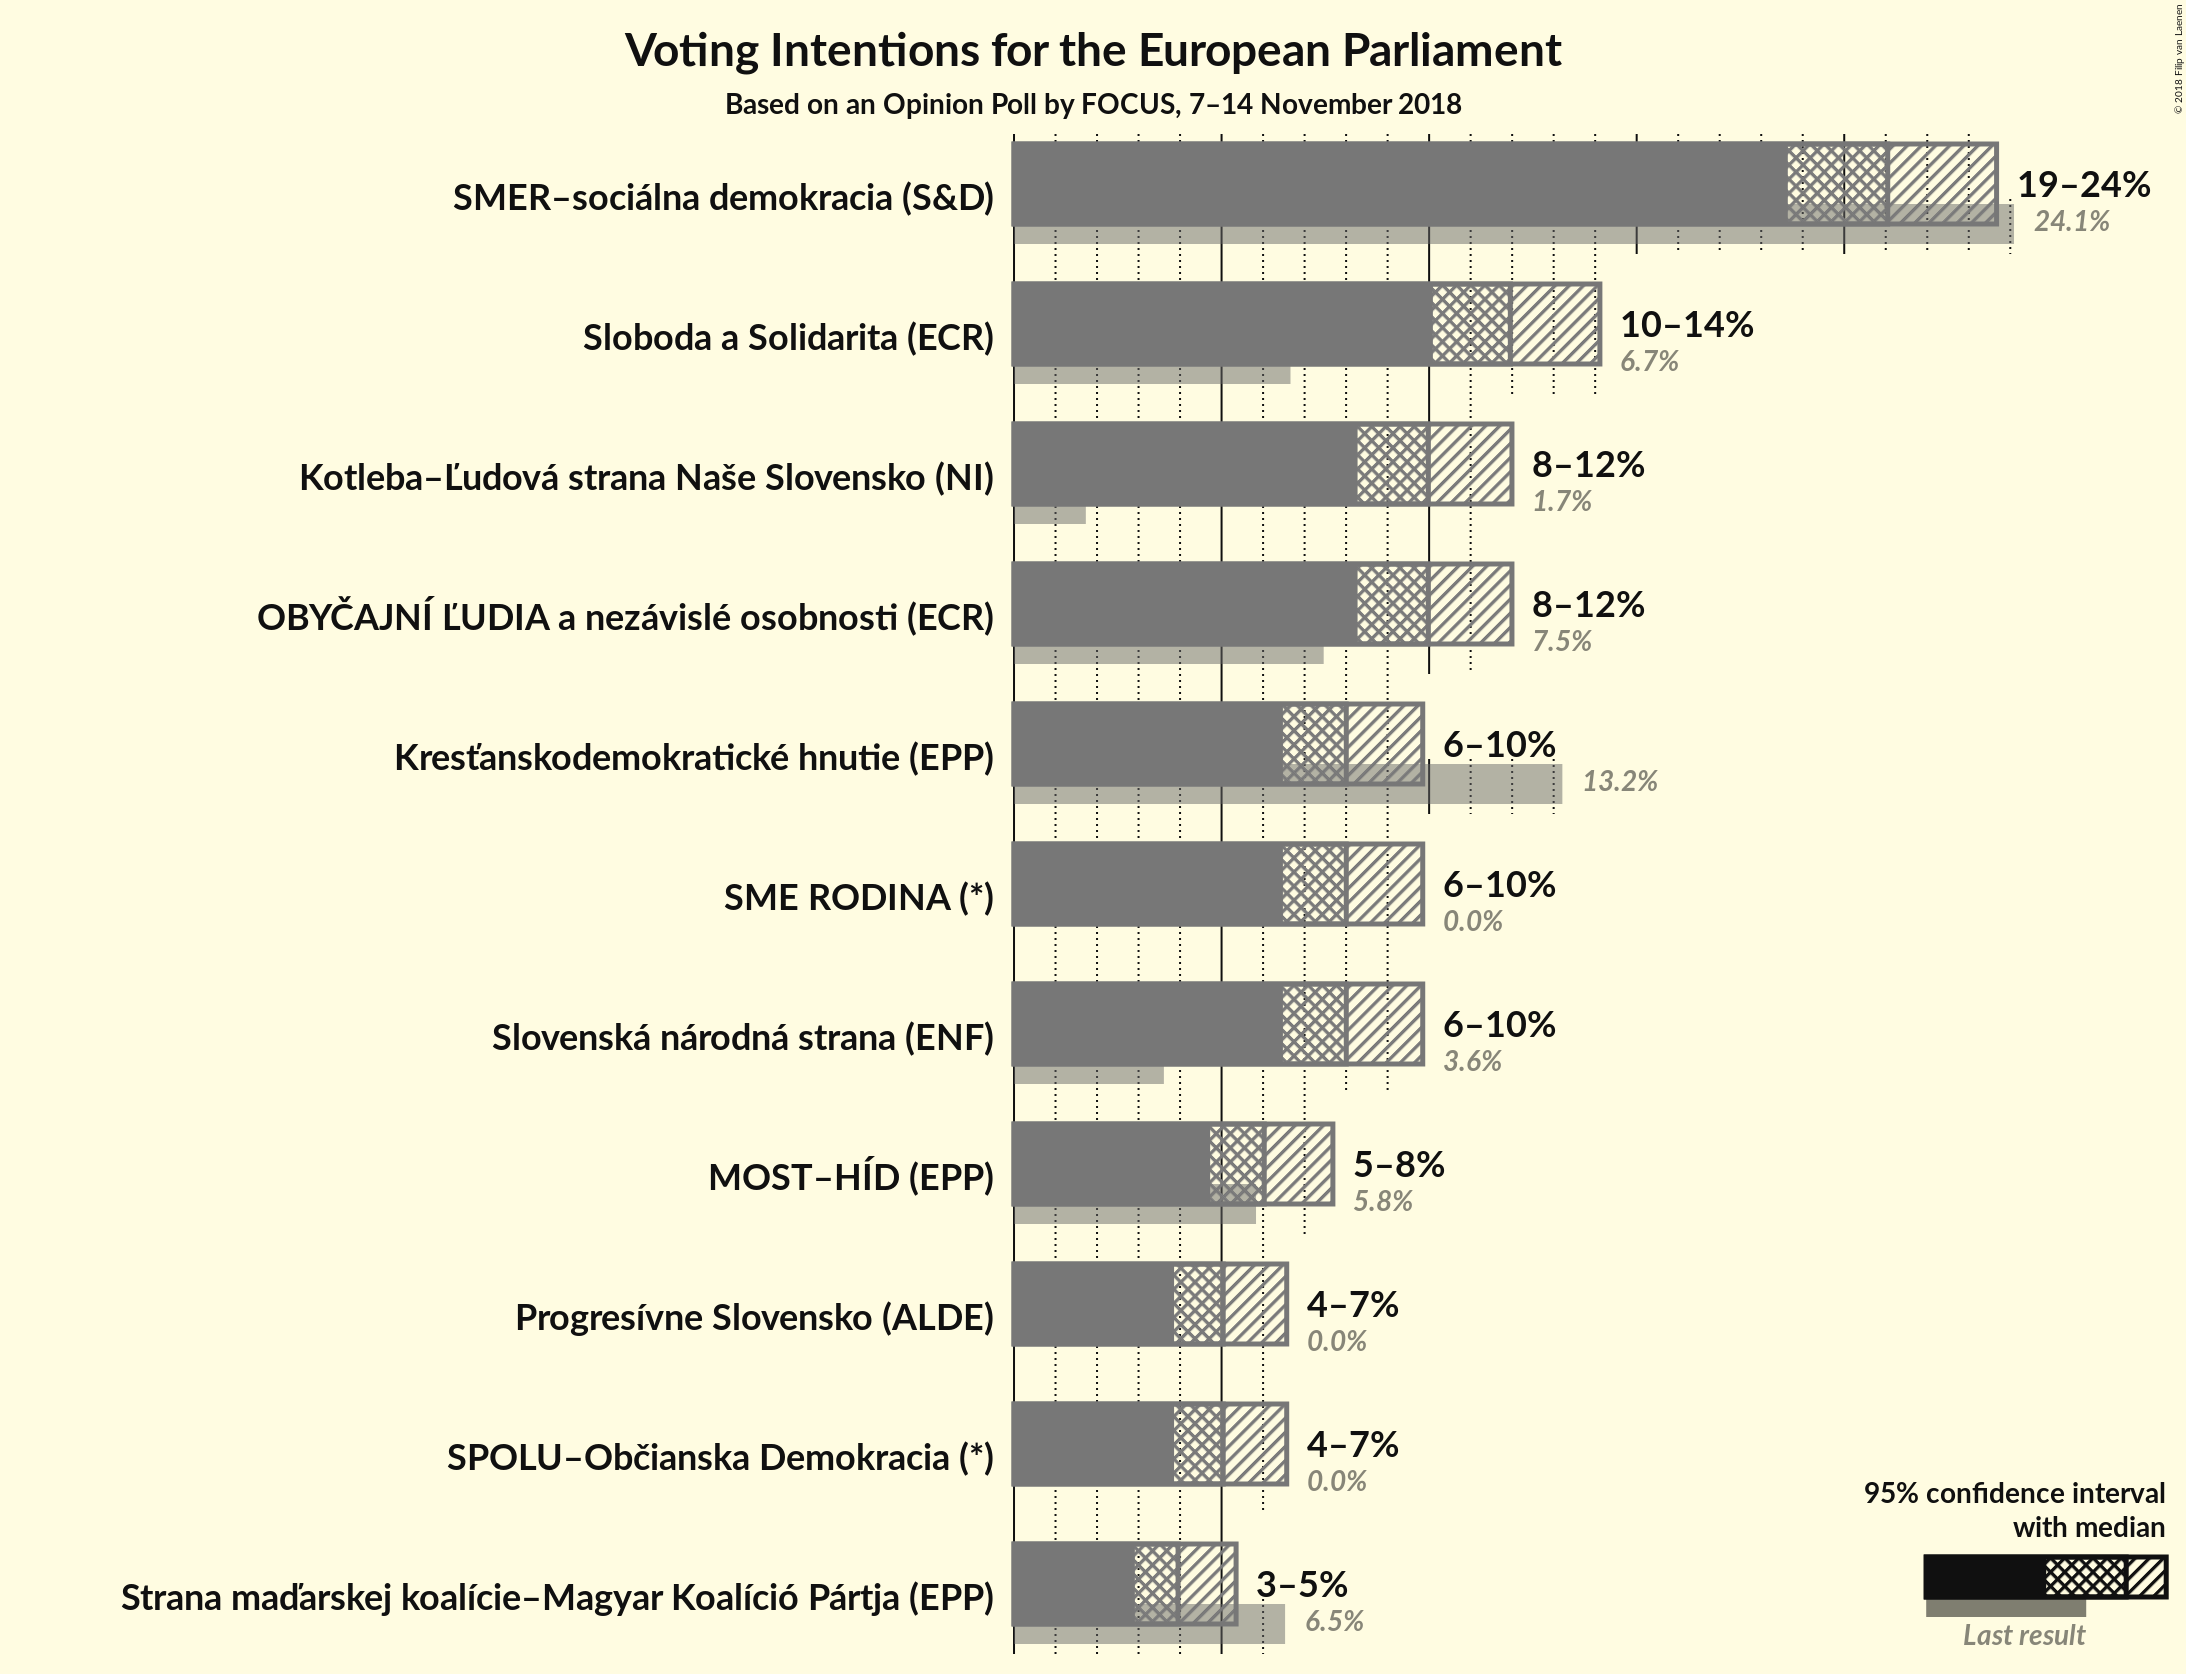 Voting Intentions for the European Parliament
Based on an Opinion Poll by FOCUS, 7–14 November 2018
© 2018 Filip van Laenen
SMER–sociálna demokracia (S&D)
19–24%
24.1%
Sloboda a Solidarita (ECR)
10–14%
6.7%
Kotleba–Ľudová strana Naše Slovensko (NI)
8–12%
1.7%
OBYČAJNÍ ĽUDIA a nezávislé osobnosti (ECR)
8–12%
7.5%
Kresťanskodemokratické hnutie (EPP)
6–10%
13.2%
SME RODINA (*)
6–10%
0.0%
Slovenská národná strana (ENF)
6–10%
3.6%
MOST–HÍD (EPP)
5–8%
5.8%
Progresívne Slovensko (ALDE)
4–7%
0.0%
SPOLU–Občianska Demokracia (*)
4–7%
0.0%
Strana maďarskej koalície–Magyar Koalíció Pártja (EPP)
3–5%
6.5%
95% confidence interval
with median
Last result